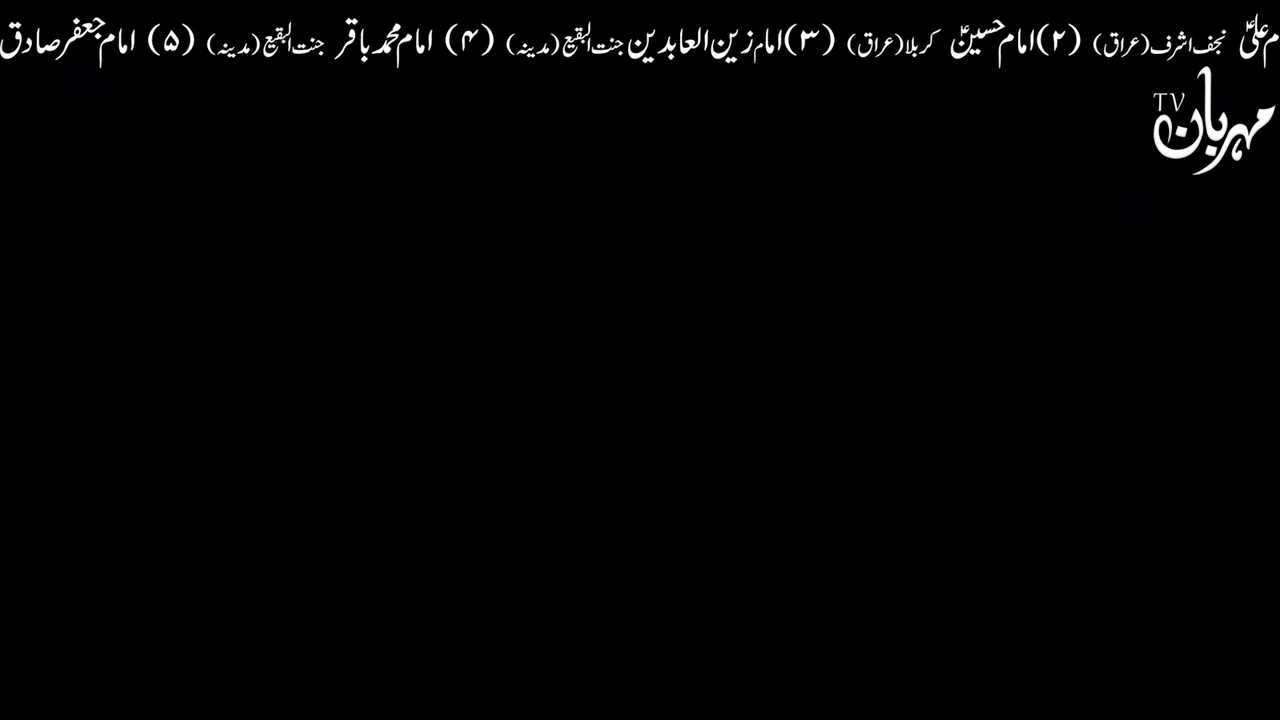 م علیؑ نجف اشرف (عراق) (۲) امام حسینؑ کربلا (عراق) (۳) امام زین العابدین جنت البقیع (مدینہ) (۴) امام محمد باقر جنت البقیع (مدینہ) (۵) امام جعفر صادق
مہربان TV